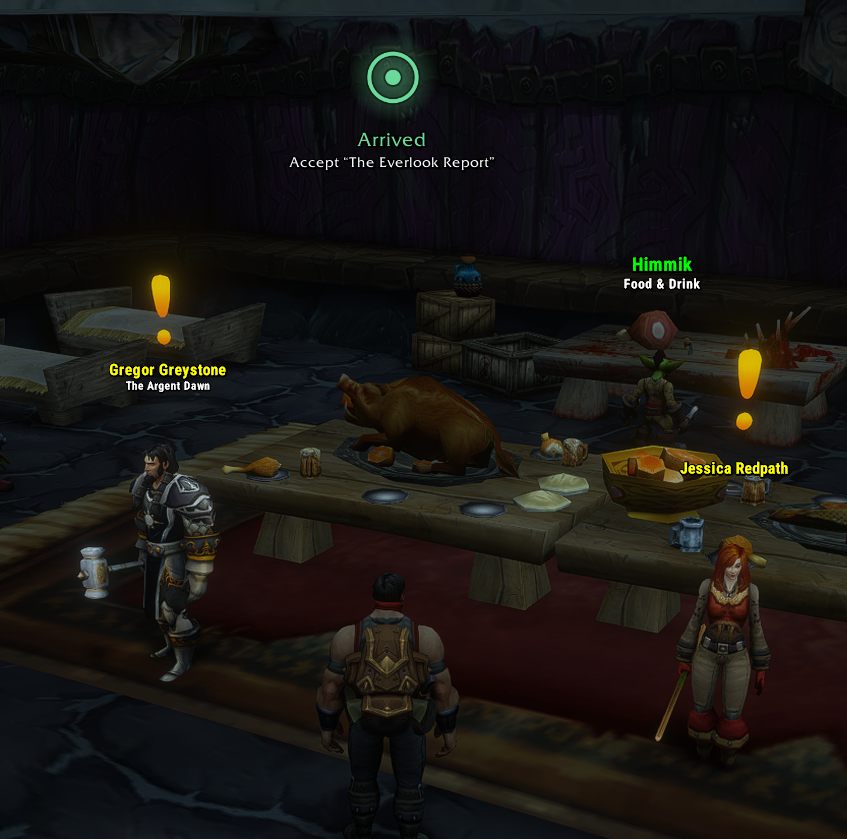 Arrived
Accept “The Everlook Report”
Himmik
Food & Drink
Gregor Greystone
The Argent Dawn
Jessica Redpath